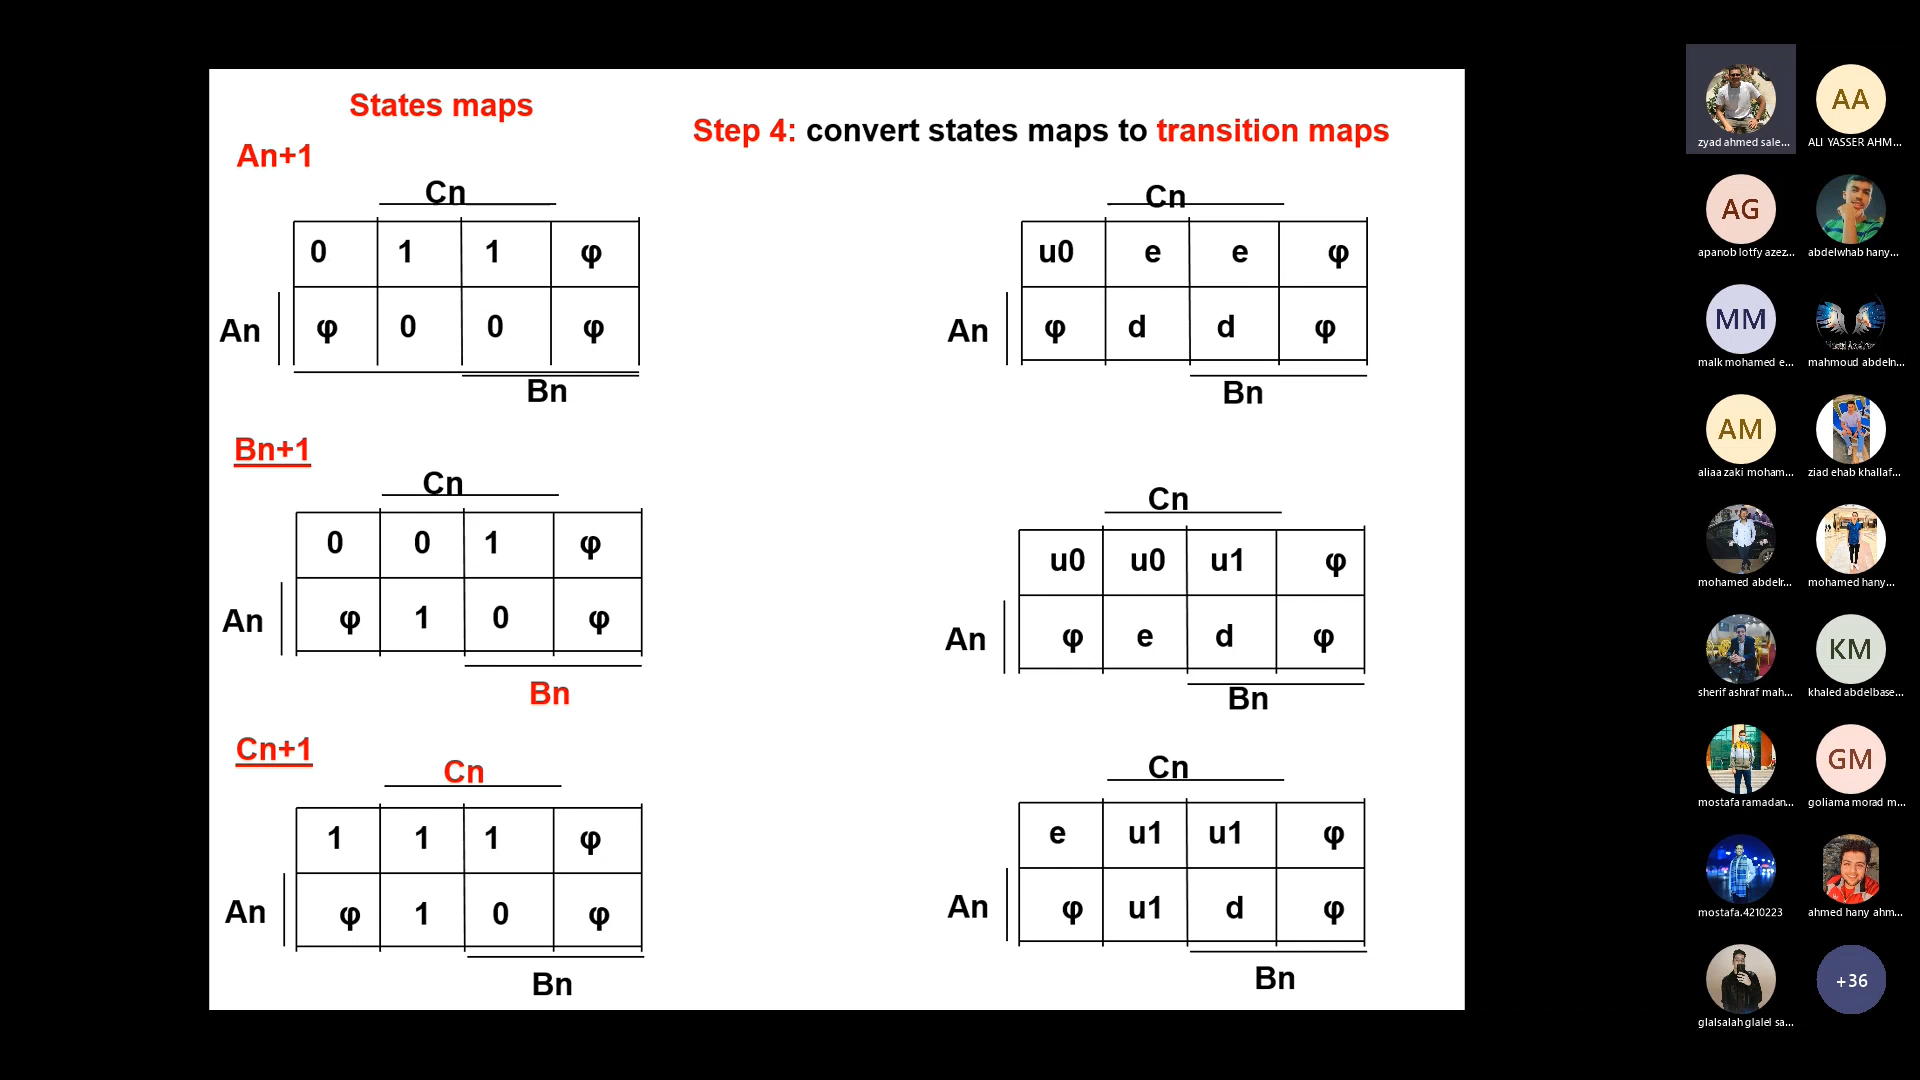 States maps
Step 4: convert states maps to transition maps
An+1
Cn
0 1 1 φ
An φ 0 0 φ
Bn
Cn
u0 e e φ
An φ d d φ
Bn
Bn+1
Cn
0 0 1 φ
An φ 1 0 φ
Bn
Cn
u0 u0 u1 φ
An φ e d φ
Bn
Cn+1
Cn
1 1 1 φ
An φ 1 0 φ
Bn
Cn
e u1 u1 φ
An φ u1 d φ
Bn
zyad ahmed sale...
AA
ALI YASSER AHM...
AG
apanob lotfy azez...
abdelwhab hany...
MM
malk mohamed e...
mahmoud abdeln...
AM
aliaa zaki moham...
ziad ehab khallaf...
mohamed abdelr...
mohamed hany...
sherif ashraf mah...
KM
khaled abdelbase...
mostafa ramadan...
GM
goliama morad m...
mostafa.4210223
ahmed hany ahm...
glalsalah glalel sa...
+36